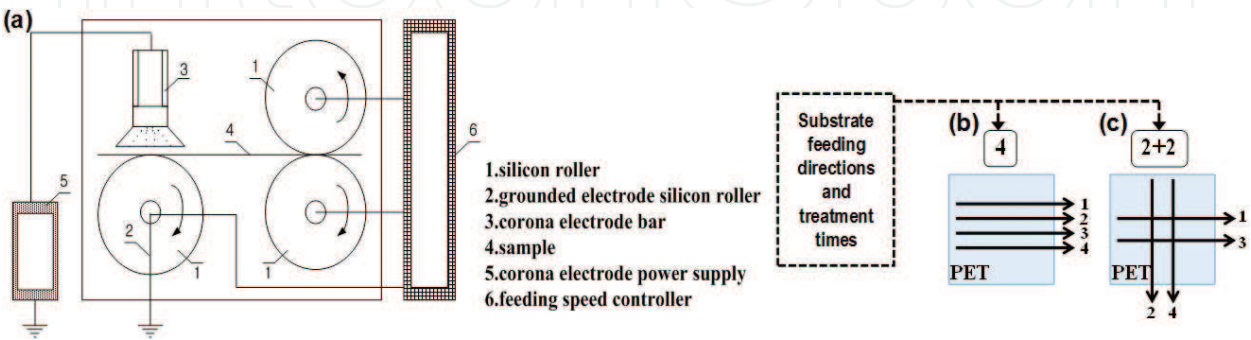 (a)
3
1
4
6
5
2
1
1
1.silicon roller
2.grounded electrode silicon roller
3.corona electrode bar
4.sample
5.corona electrode power supply
6.feeding speed controller
Substrate
feeding
directions
and
treatment
times
(b)
4
1
2
3
4
PET
(c)
2+2
1
3
PET
2
4